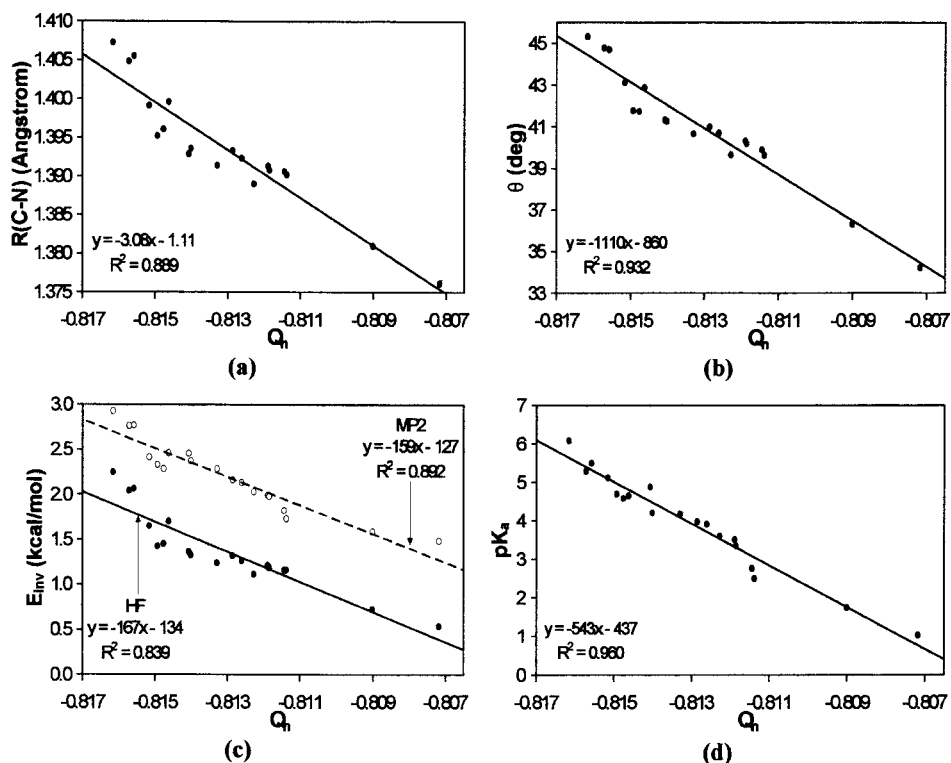 1.410
1.405
1.400
1.395
1.390
1.385
1.380
1.375
R(C-N) (Angstrom)
y = -3.08x - 1.11
R² = 0.889
-0.817 -0.815 -0.813 -0.811 -0.809 -0.807
Qn
(a)
45
42
39
36
33
θ (deg)
y = -1110x - 860
R² = 0.932
-0.817 -0.815 -0.813 -0.811 -0.809 -0.807
Qn
(b)
3.0
2.5
2.0
1.5
1.0
0.5
0.0
Einv (kcal/mol)
MP2
y = -159x - 127
R² = 0.892
HF
y = -167x - 134
R² = 0.839
-0.817 -0.815 -0.813 -0.811 -0.809 -0.807
Qn
(c)
7
6
5
4
3
2
1
0
pKa
y = -543x - 437
R² = 0.960
-0.817 -0.815 -0.813 -0.811 -0.809 -0.807
Qn
(d)